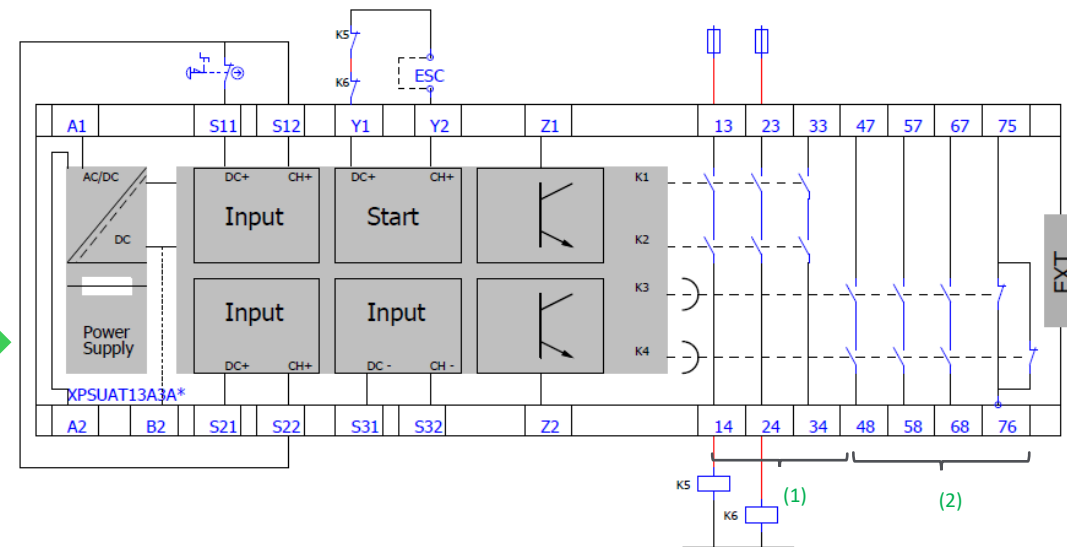 K5
K6
ESC
A1 S11 S12 Y1 Y2 Z1 13 23 33 47 57 67 75
AC/DC DC+ CH+ DC+ CH+ K1
Input Start
DC K2
K3
Input Input
Power
Supply
DC+ CH+ DC - CH - K4
EXT
XPSUAT13A3A*
A2 B2 S21 S22 S31 S32 Z2 14 24 34 48 58 68 76
K5
(1) (2)
K6